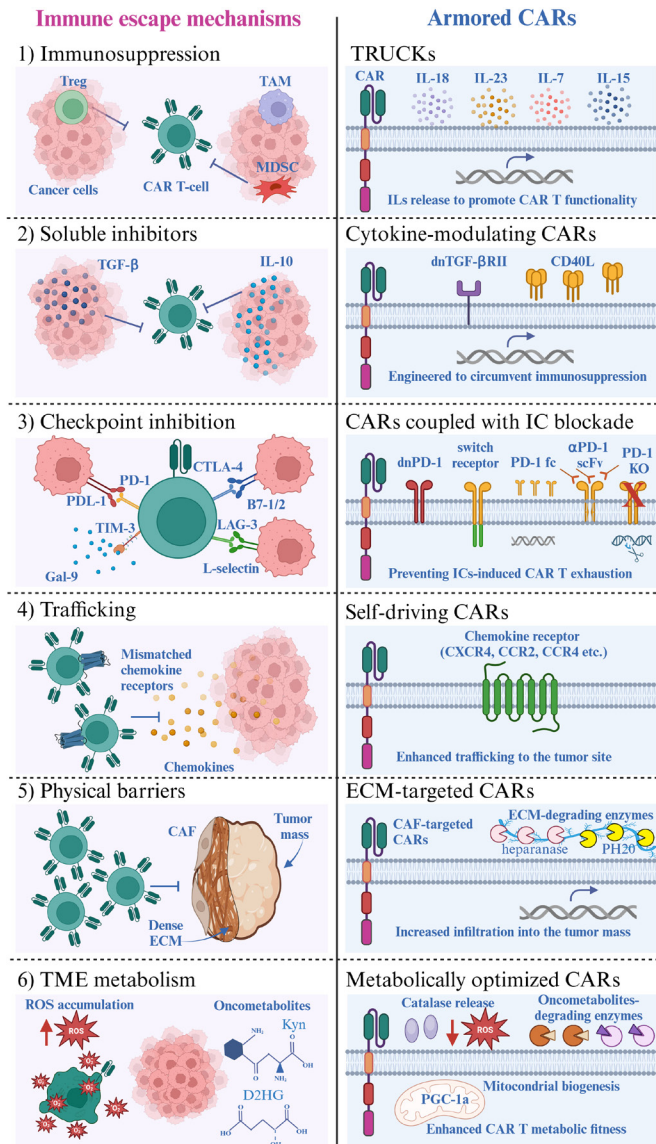 Immune escape mechanisms
Armored CARs
1) Immunosuppression
TRUCKs
Treg
TAM
Cancer cells
CAR T-cell
MDSC
CAR
IL-18
IL-23
IL-7
IL-15
ILs release to promote CAR T functionality
2) Soluble inhibitors
Cytokine-modulating CARs
TGF-β
IL-10
dnTGF-βRII
CD40L
Engineered to circumvent immunosuppression
3) Checkpoint inhibition
CARs coupled with IC blockade
CTLA-4
PD-1
PDL-1
B7-1/2
TIM-3
LAG-3
Gal-9
L-selectin
dnPD-1
switch
receptor
PD-1 fc
αPD-1
scFv
PD-1
KO
X
Preventing ICs-induced CAR T exhaustion
4) Trafficking
Self-driving CARs
Mismatched
chemokine
receptors
Chemokines
Chemokine receptor
(CXCR4, CCR2, CCR4 etc.)
Enhanced trafficking to the tumor site
5) Physical barriers
ECM-targeted CARs
CAF
Tumor
mass
Dense
ECM
CAF-targeted
CARs
ECM-degrading enzymes
heparanase
PH20
Increased infiltration into the tumor mass
6) TME metabolism
Metabolically optimized CARs
ROS accumulation
ROS
Oncometabolites
Kyn
NH₂
O
O
OH
NH₂
D2HG
O
O
HO
OH
OH
Catalase release
ROS
Oncometabolites-
degrading enzymes
Mitocondrial biogenesis
PGC-1a
Enhanced CAR T metabolic fitness